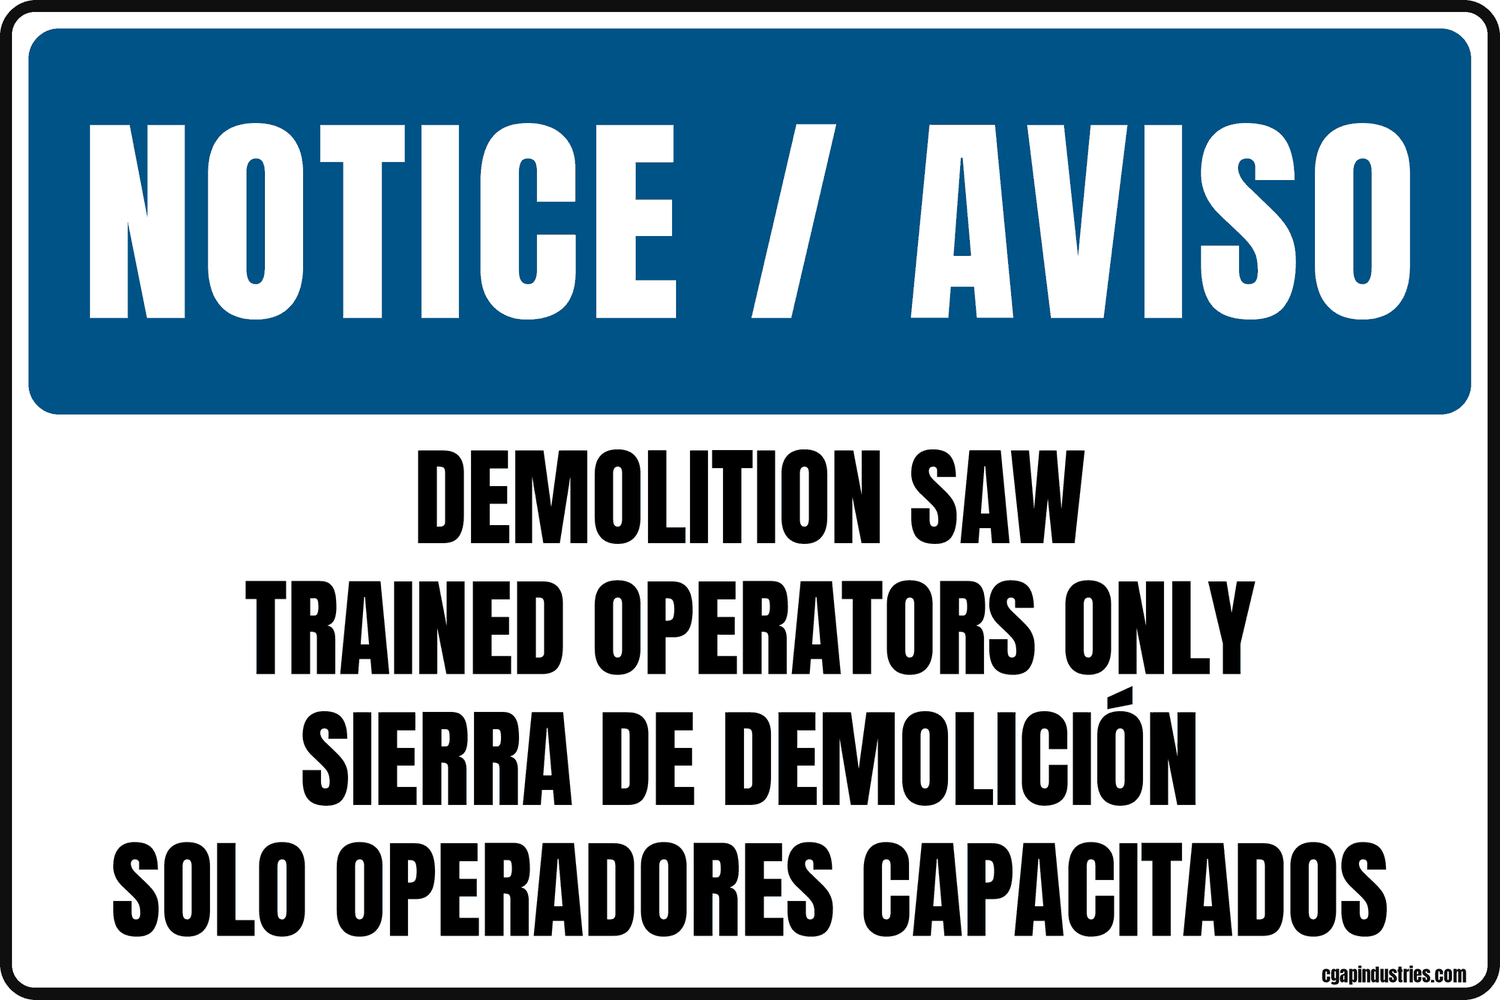 NOTICE / AVISO
DEMOLITION SAW
TRAINED OPERATORS ONLY
SIERRA DE DEMOLICIÓN
SOLO OPERADORES CAPACITADOS
cgapindustries.com